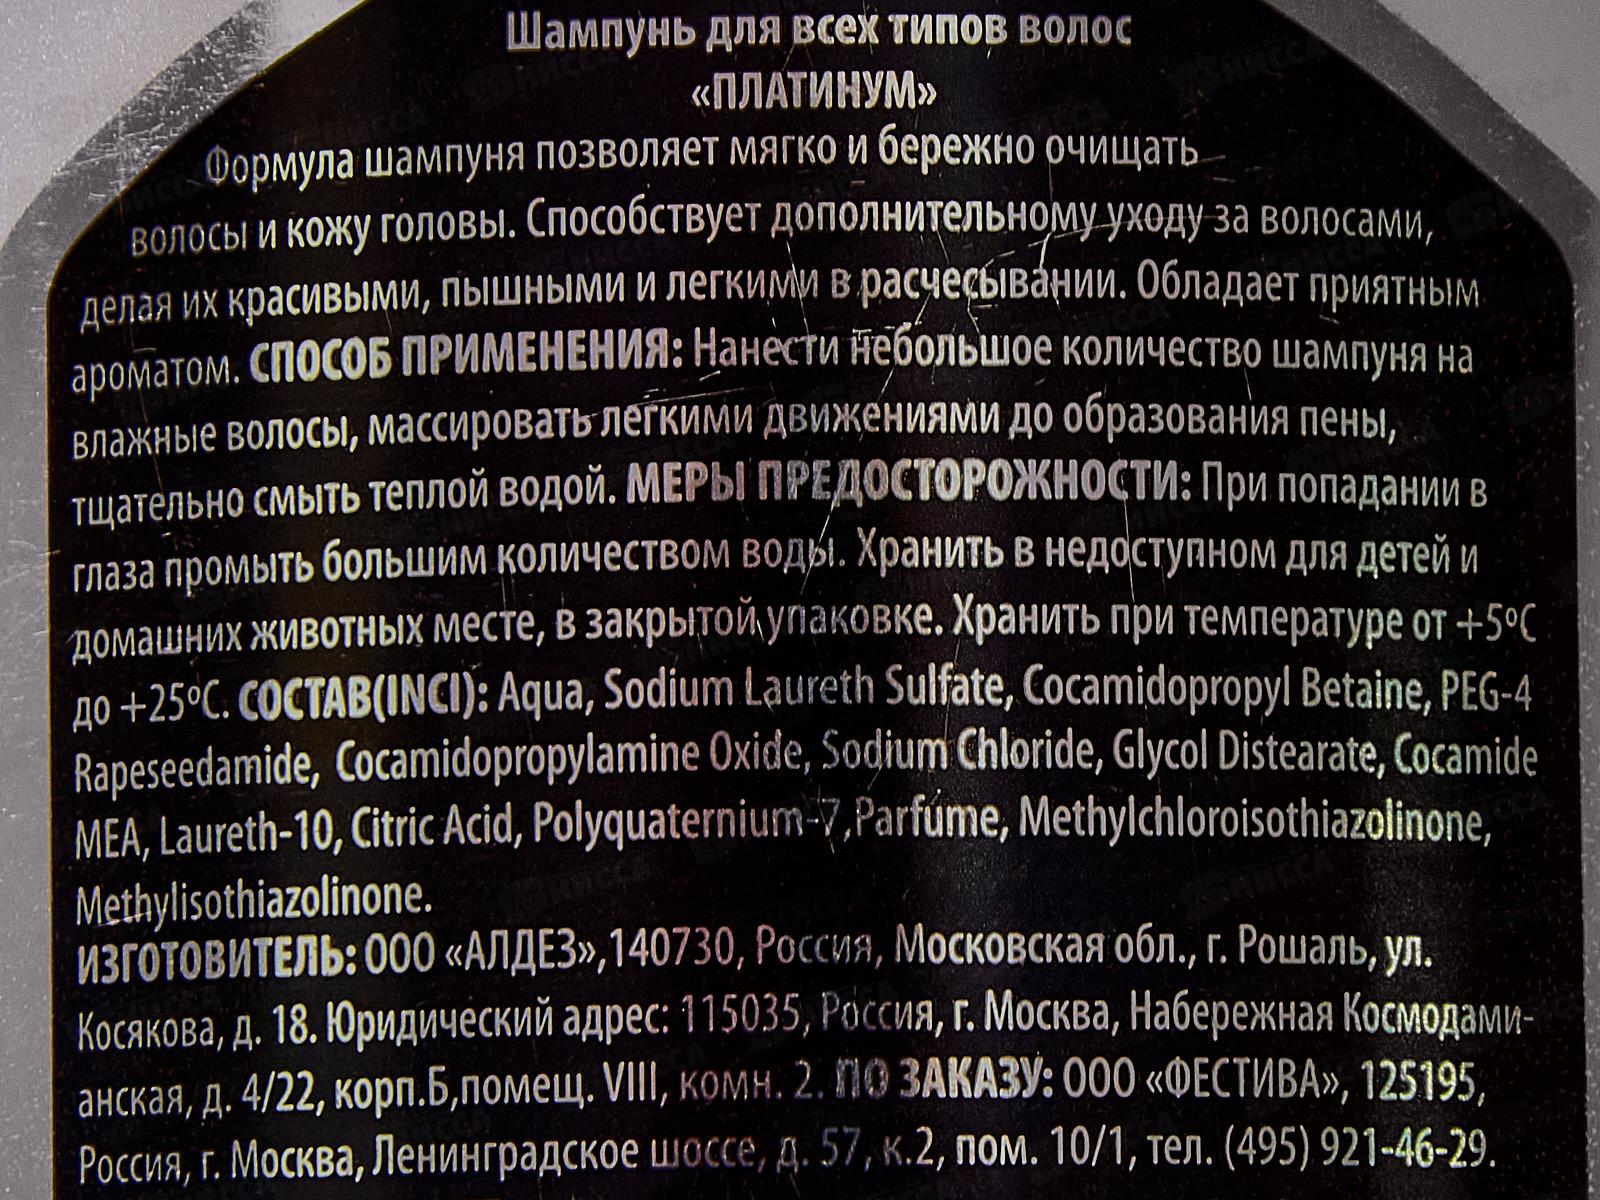 Шампунь для всех типов волос
«ПЛАТИНУМ»
Формула шампуня позволяет мягко и бережно очищать
волосы и кожу головы. Способствует дополнительному уходу за волосами,
делая их красивыми, пышными и легкими в расчесывании. Обладает приятным
ароматом. СПОСОБ ПРИМЕНЕНИЯ: Нанести небольшое количество шампуня на
влажные волосы, массировать легкими движениями до образования пены,
тщательно смыть теплой водой. МЕРЫ ПРЕДОСТОРОЖНОСТИ: При попадании в
глаза промыть большим количеством воды. Хранить в недоступном для детей и
домашних животных месте, в закрытой упаковке. Хранить при температуре от +5ºС
до +25ºС. СОСТАВ(INCI): Aqua, Sodium Laureth Sulfate, Cocamidopropyl Betaine, PEG-4
Rapeseedamide, Cocamidopropylamine Oxide, Sodium Chloride, Glycol Distearate, Cocamide
MEA, Laureth-10, Citric Acid, Polyquaternium-7,Parfume, Methylchloroisothiazolinone,
Methylisothiazolinone.
ИЗГОТОВИТЕЛЬ: ООО «АЛДЕЗ»,140730, Россия, Московская обл., г. Рошаль, ул.
Косякова, д. 18. Юридический адрес: 115035, Россия, г. Москва, Набережная Космодами-
анская, д. 4/22, корп.Б,помещ. VIII, комн. 2. ПО ЗАКАЗУ: ООО «ФЕСТИВА», 125195,
Россия, г. Москва, Ленинградское шоссе, д. 57, к.2, пом. 10/1, тел. (495) 921-46-29.